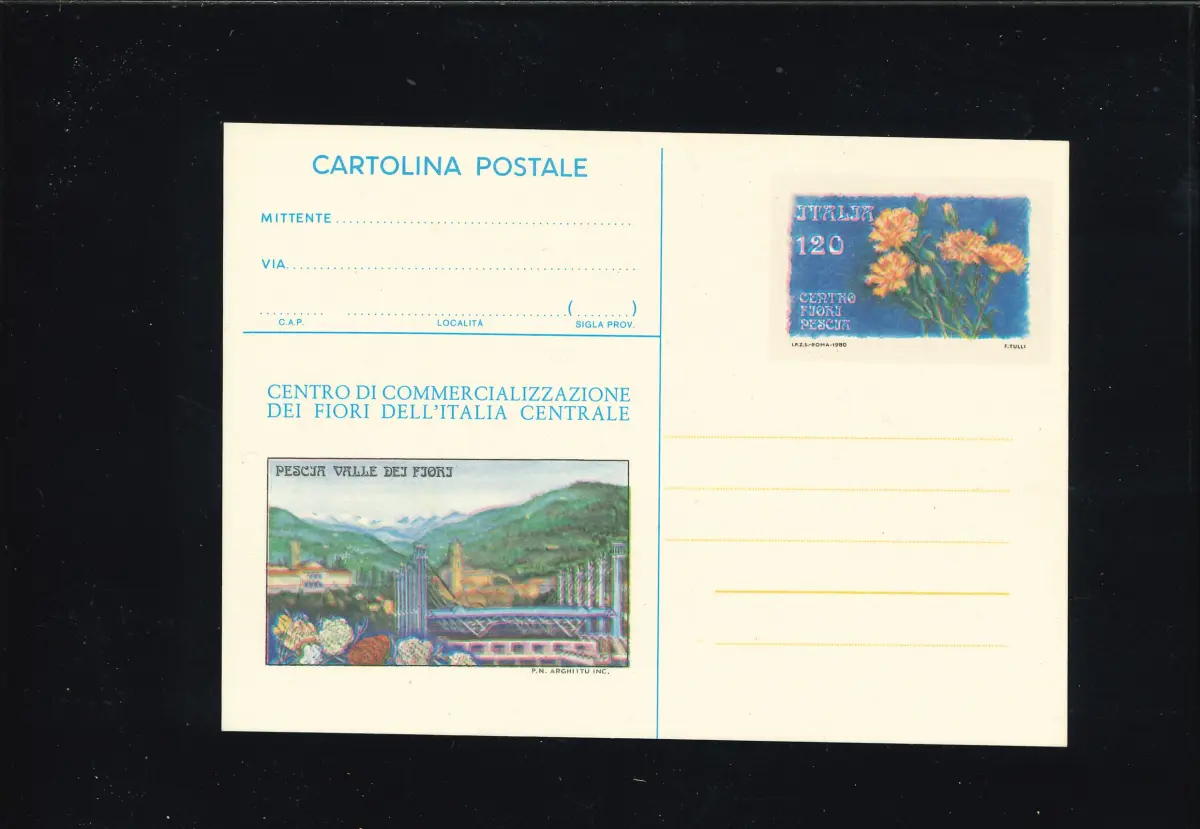 CARTOLINA POSTALE
MITTENTE
VIA
( )
C.A.P. LOCALITÀ SIGLA PROV.
CENTRO DI COMMERCIALIZZAZIONE
DEI FIORI DELL'ITALIA CENTRALE
PESCIA VALLE DEI FIORI
P.N. ARGHITTU INC.
ITALIA
120
CENTRO
FIORI
PESCIA
I.P.Z.S.-ROMA-1980 F.TULLI